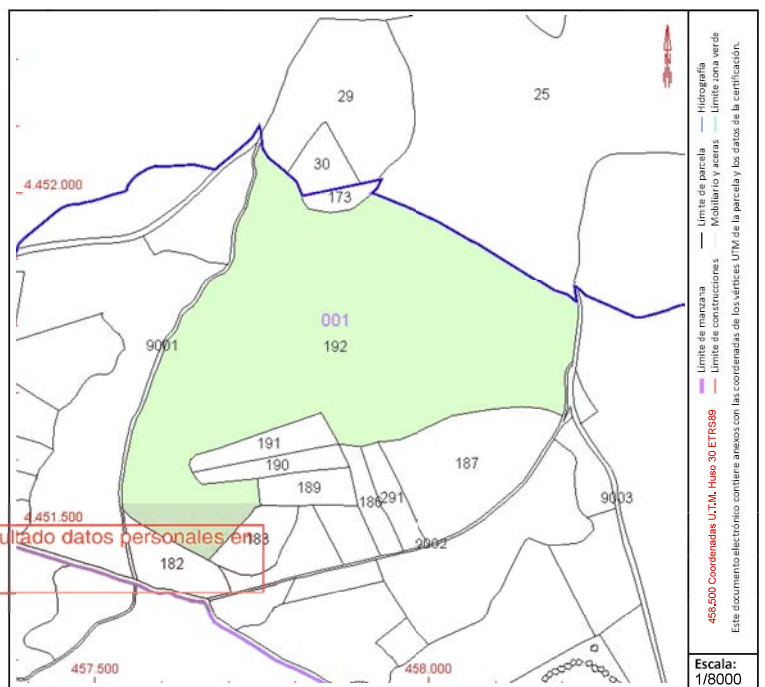 29
25
30
4.452.000
173
001
192
9001
191
190
187
189
186
291
9003
4.451.500
ultado datos personales en
183
9002
182
457.500
458.000
Límite de manzana
Límite de parcela
Hidrografía
Límite de construcciones
Mobiliario y aceras
Límite zona verde
458.500 Coordenadas U.T.M. Huso 30 ETRS89
Este documento electrónico contiene anexos con las coordenadas de los vértices UTM de la parcela y los datos de la certificación.
Escala:
1/8000